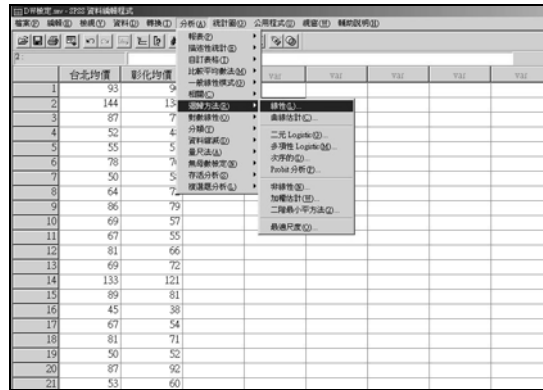 DW檢定.sav - SPSS 資料編輯程式
檔案(F) 編輯(E) 檢視(V) 資料(D) 轉換(T) 分析(A) 統計圖(G) 公用程式(U) 視窗(W) 輔助說明(H)
2 :
台北均價 彰化均價 var var var var
報表(P)
描述性統計(E)
自訂表格(T)
比較平均數法(M)
一般線性模式(G)
相關(C)
迴歸方法(R)
對數線性(O)
分類(Y)
資料縮減(D)
量尺法(A)
無母數檢定(N)
存活分析(S)
複選題分析(L)
線性(L)...
曲線估計(C)...
二元 Logistic(G)...
多項性 Logistic(M)...
次序的(D)...
Probit 分析(P)...
非線性(N)...
加權估計(W)...
二階最小平方法(2)...
最適尺度(O)...
1 93
2 144
3 87
4 52
5 55
6 78
7 50
8 64
9 86 79
10 69 57
11 67 55
12 81 66
13 69 72
14 133 121
15 89 81
16 45 38
17 67 54
18 81 71
19 50 52
20 87 92
21 53 60